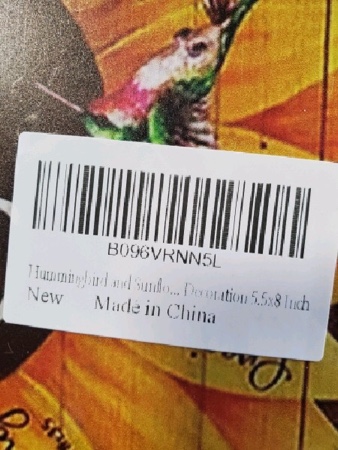 B096VRNN5L
Hummingbird and Sunflo... Decoration 5.5x8 Inch
New Made in China